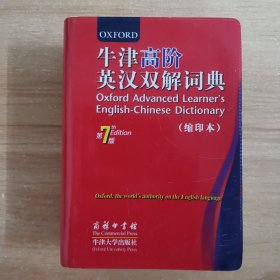 OXFORD
牛津高阶
英汉双解词典
Oxford Advanced Learner's
English-Chinese Dictionary
第7版 7th Edition
(缩印本)
Oxford, the world's authority on the English language
商务印书馆
The Commercial Press
牛津大学出版社
Oxford University Press